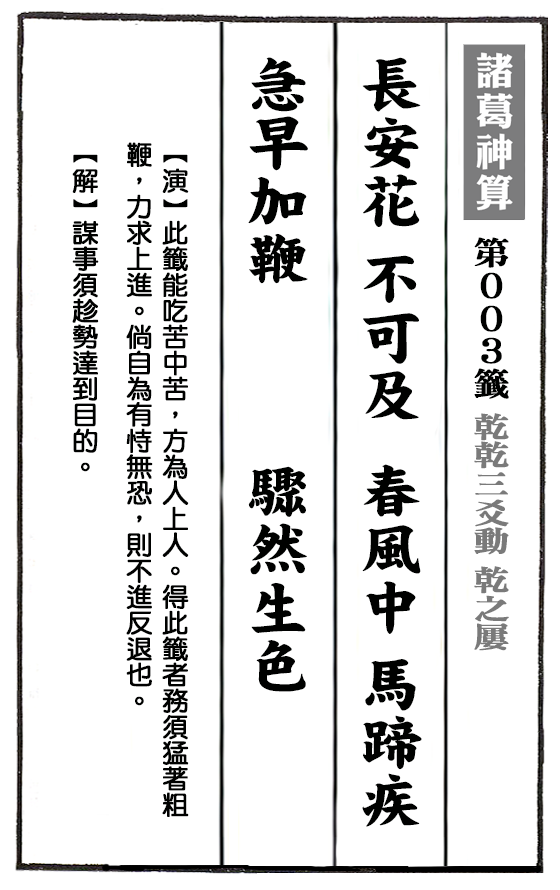 諸葛神算 第003籤 乾乾三爻動 乾之屢
長安花 不可及 春風中 馬蹄疾
急早加鞭 驟然生色
【演】此籤能吃苦中苦，方為人上人。得此籤者務須猛著粗
鞭，力求上進。倘自為有恃無恐，則不進反退也。
【解】謀事須趁勢達到目的。